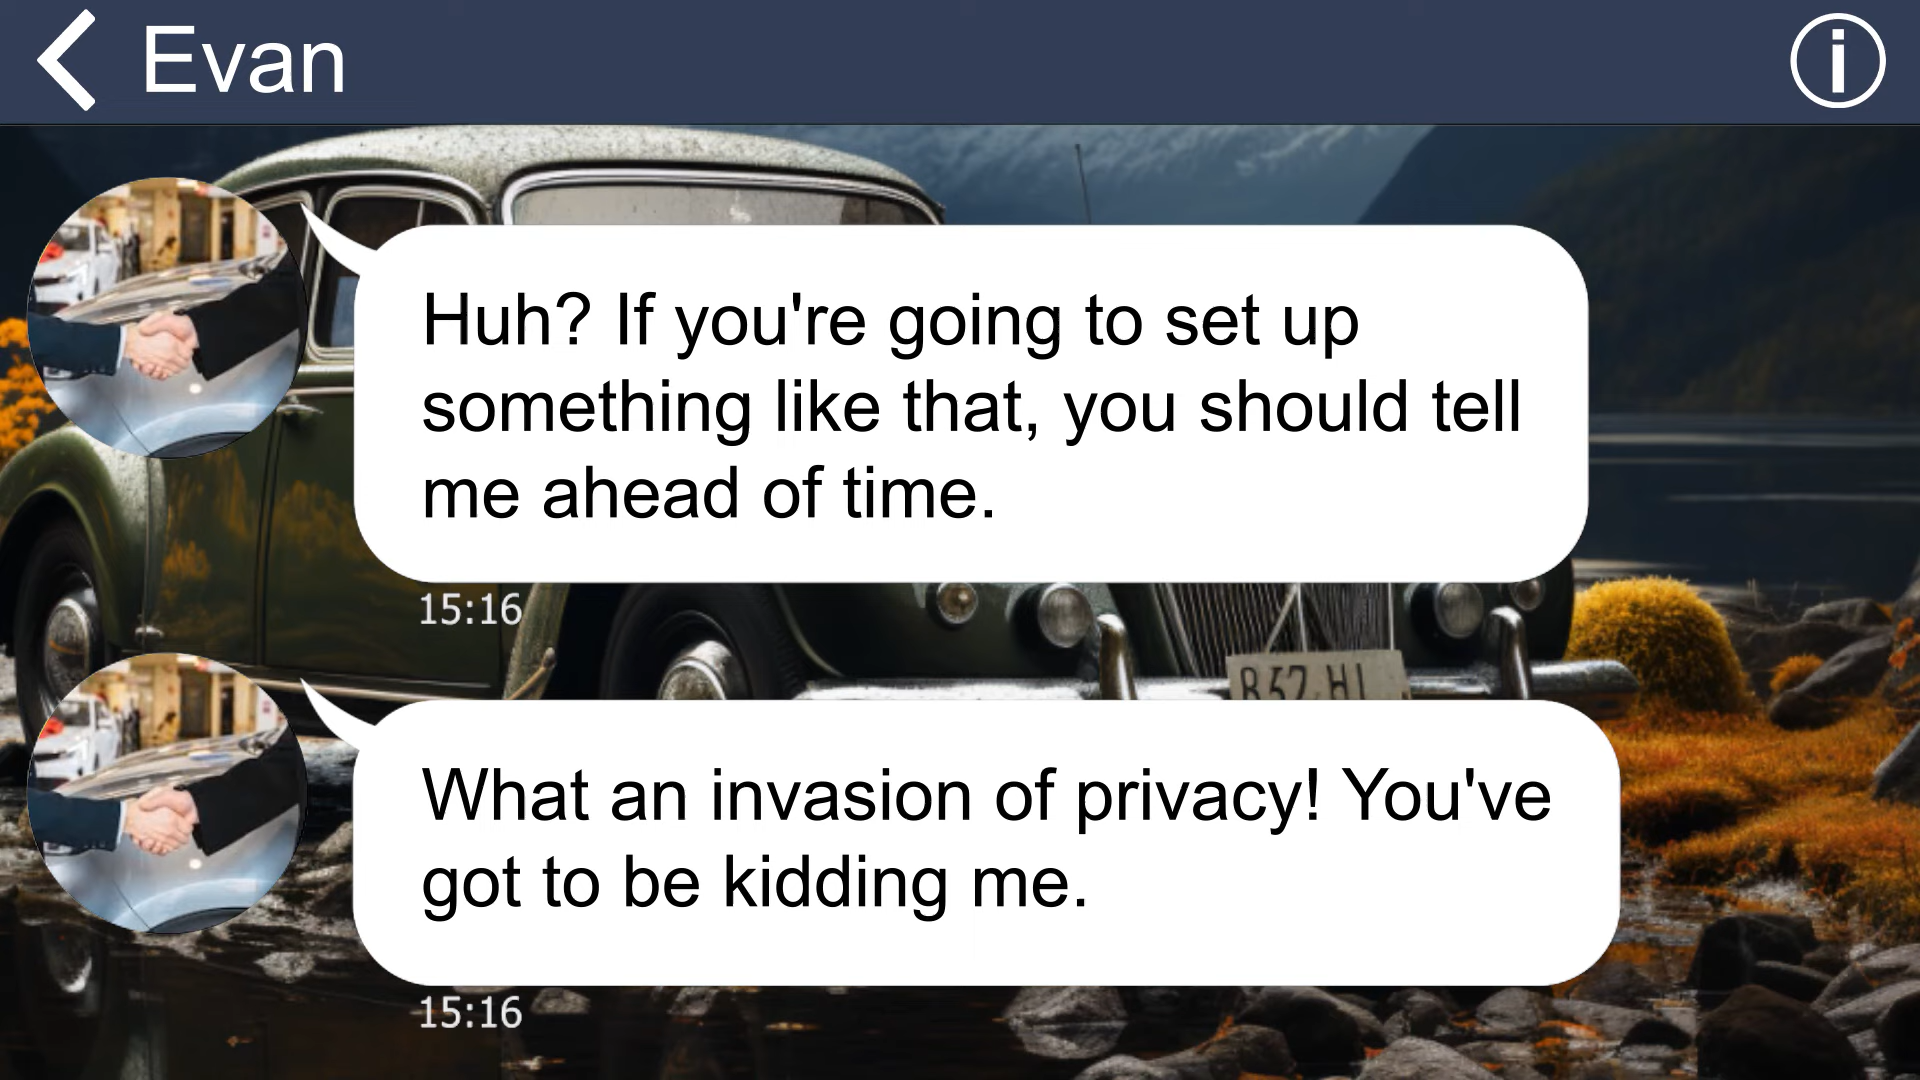 Evan
Huh? If you're going to set up
something like that, you should tell
me ahead of time.
15:16
What an invasion of privacy! You've
got to be kidding me.
15:16